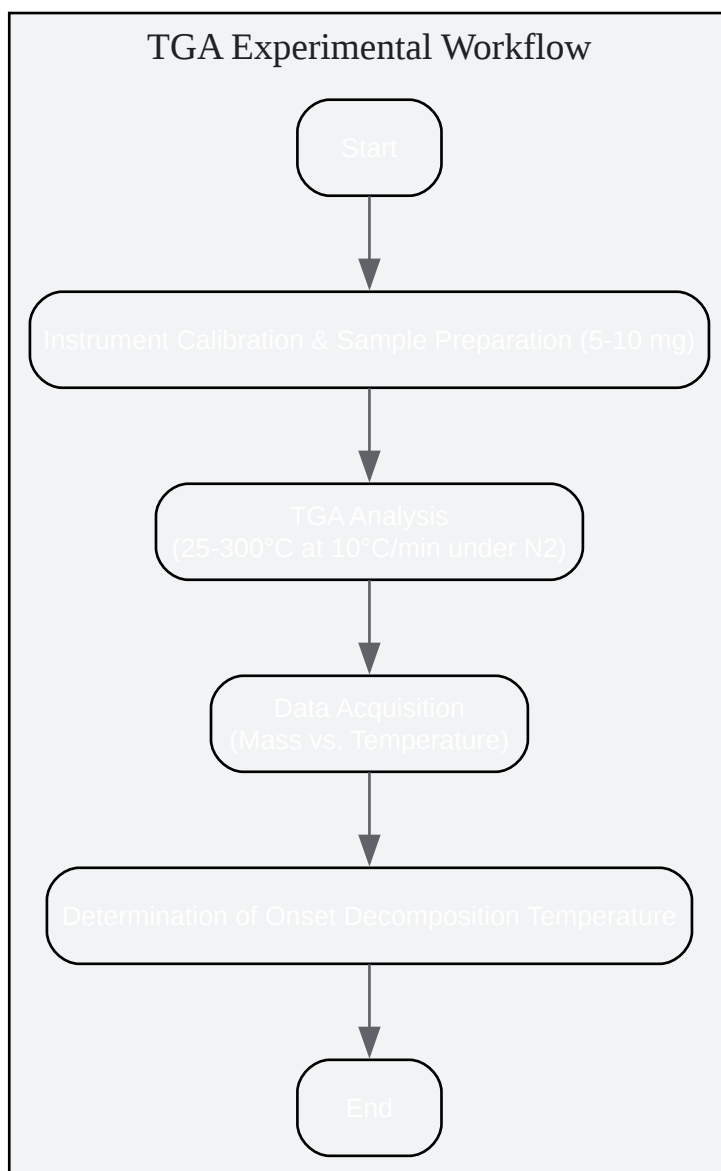 TGA Experimental Workflow
Start
Instrument Calibration & Sample Preparation (5-10 mg)
TGA Analysis
(25-300°C at 10°C/min under N2)
Data Acquisition
(Mass vs. Temperature)
Determination of Onset Decomposition Temperature
End